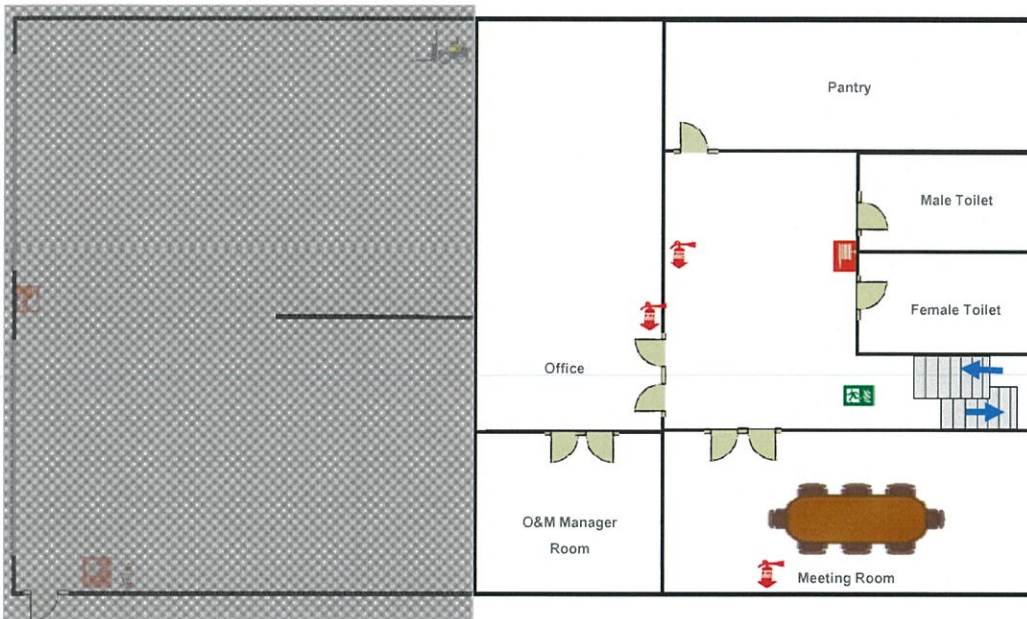 Pantry
Male Toilet
Female Toilet
Office
O&M Manager
Room
Meeting Room